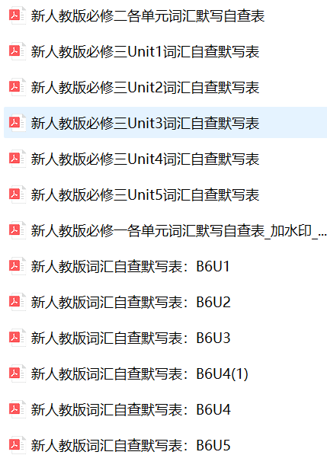 新人教版必修二各单元词汇默写自查表
新人教版必修三Unit1词汇自查默写表
新人教版必修三Unit2词汇自查默写表
新人教版必修三Unit3词汇自查默写表
新人教版必修三Unit4词汇自查默写表
新人教版必修三Unit5词汇自查默写表
新人教版必修一各单元词汇默写自查表_加水印_...
新人教版词汇自查默写表：B6U1
新人教版词汇自查默写表：B6U2
新人教版词汇自查默写表：B6U3
新人教版词汇自查默写表：B6U4(1)
新人教版词汇自查默写表：B6U4
新人教版词汇自查默写表：B6U5